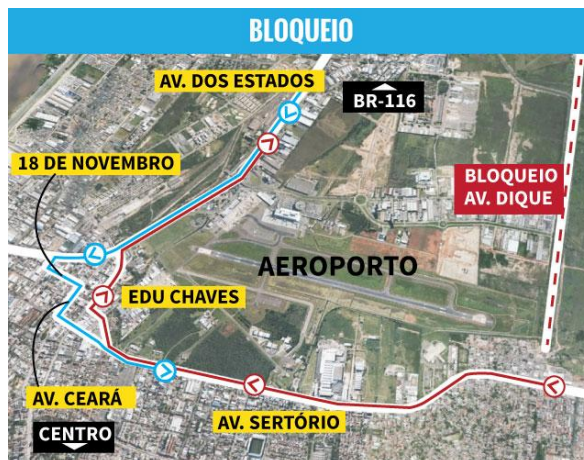 BLOQUEIO
AV. DOS ESTADOS
BR-116
18 DE NOVEMBRO
BLOQUEIO
AV. DIQUE
AEROPORTO
EDU CHAVES
AV. CEARÁ
AV. SERTÓRIO
CENTRO